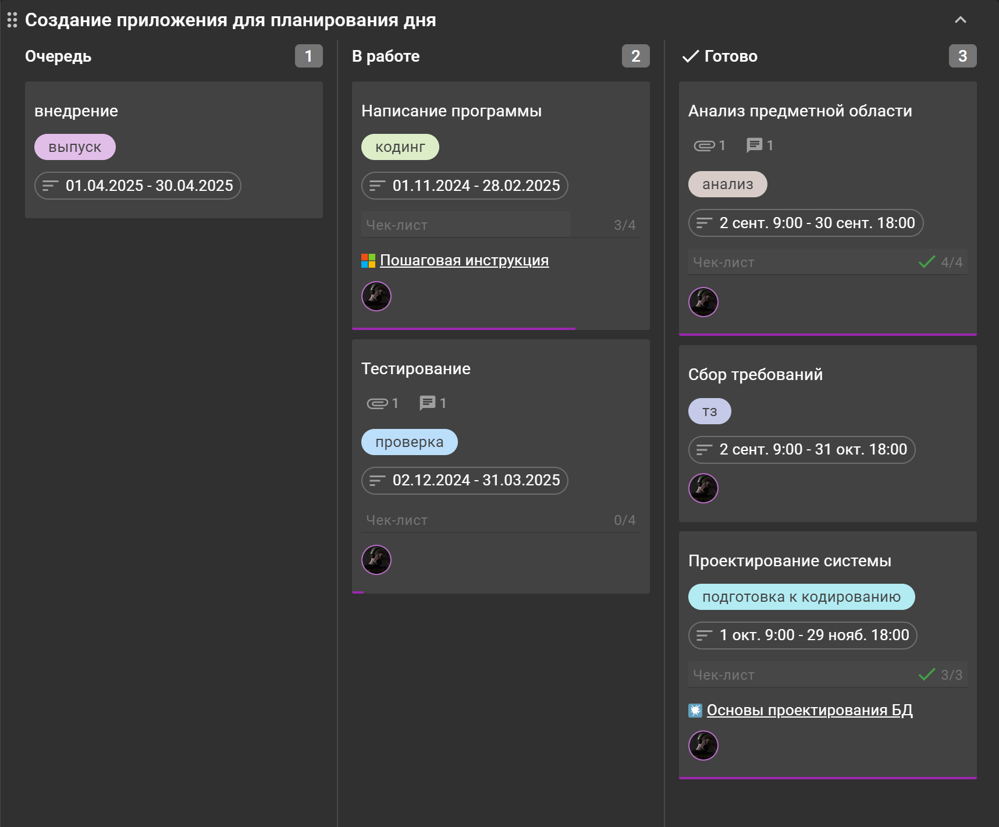 Создание приложения для планирования дня
Очередь 1
внедрение
выпуск
01.04.2025 - 30.04.2025
В работе 2
Написание программы
кодинг
01.11.2024 - 28.02.2025
Чек-лист 3/4
Пошаговая инструкция
Тестирование
1 1
проверка
02.12.2024 - 31.03.2025
Чек-лист 0/4
Готово 3
Анализ предметной области
1 1
анализ
2 сент. 9:00 - 30 сент. 18:00
Чек-лист 4/4
Сбор требований
тз
2 сент. 9:00 - 31 окт. 18:00
Проектирование системы
подготовка к кодированию
1 окт. 9:00 - 29 нояб. 18:00
Чек-лист 3/3
Основы проектирования БД